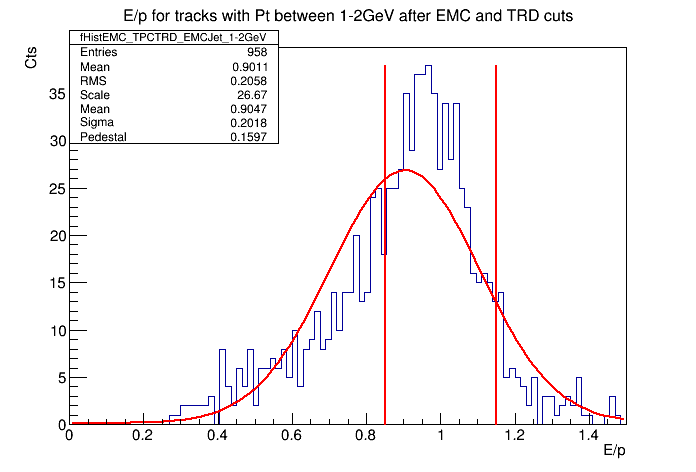 E/p for tracks with Pt between 1-2GeV after EMC and TRD cuts
fHistEMC_TPCTRD_EMCJet_1-2GeV
Entries 958
Mean 0.9011
RMS 0.2058
Scale 26.67
Mean 0.9047
Sigma 0.2018
Pedestal 0.1597
Cts
35
30
25
20
15
10
5
0
0 0.2 0.4 0.6 0.8 1 1.2 1.4
E/p